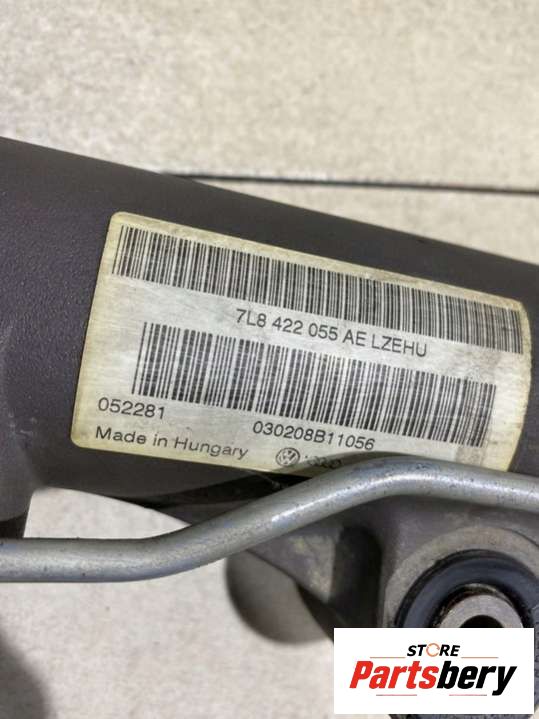 7L8 422 055 AE LZEHU
052281 030208B11056
Made in Hungary
STORE
Partsbery